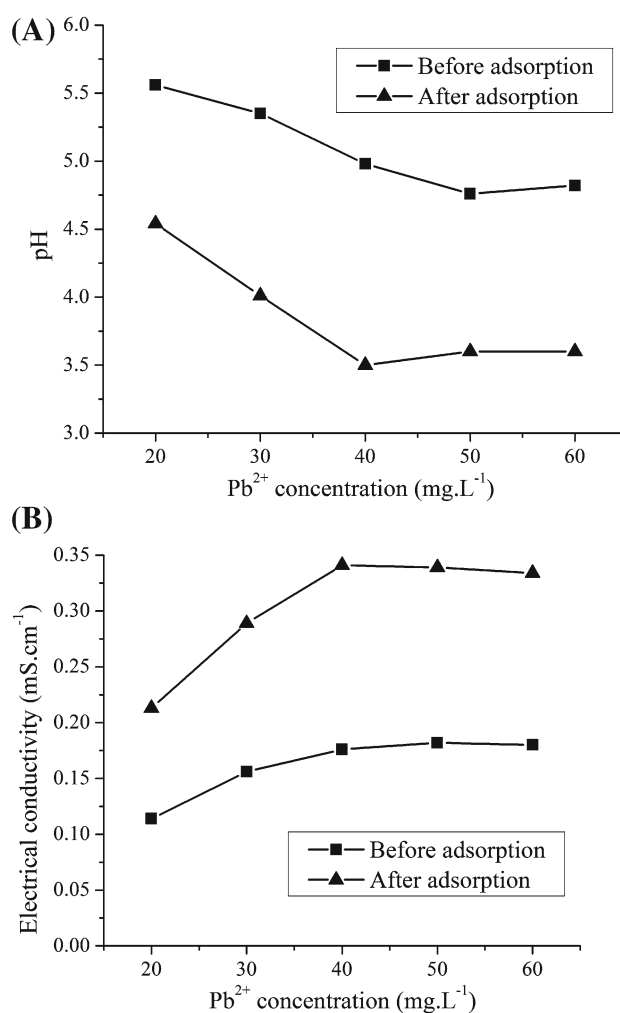 (A)
6.0
5.5
5.0
4.5
4.0
3.5
3.0
pH
Before adsorption
After adsorption
20 30 40 50 60
Pb²⁺ concentration (mg.L⁻¹)
(B)
0.35
0.30
0.25
0.20
0.15
0.10
0.05
0.00
Electrical conductivity (mS.cm⁻¹)
Before adsorption
After adsorption
20 30 40 50 60
Pb²⁺ concentration (mg.L⁻¹)